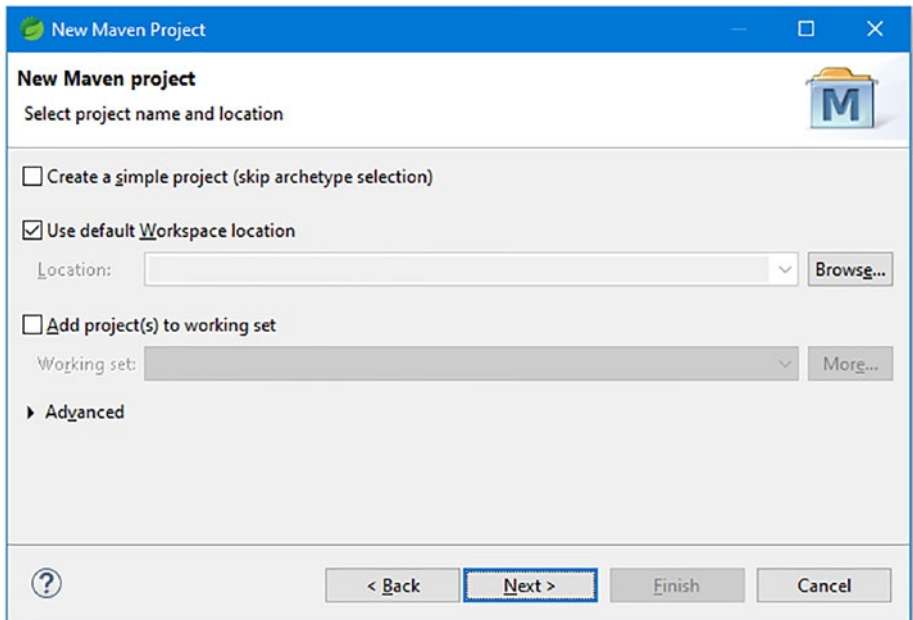 New Maven Project
New Maven project
Select project name and location
M
Create a simple project (skip archetype selection)
Use default Workspace location
Location:
Browse...
Add project(s) to working set
Working set:
More...
Advanced
?
< Back
Next >
Finish
Cancel